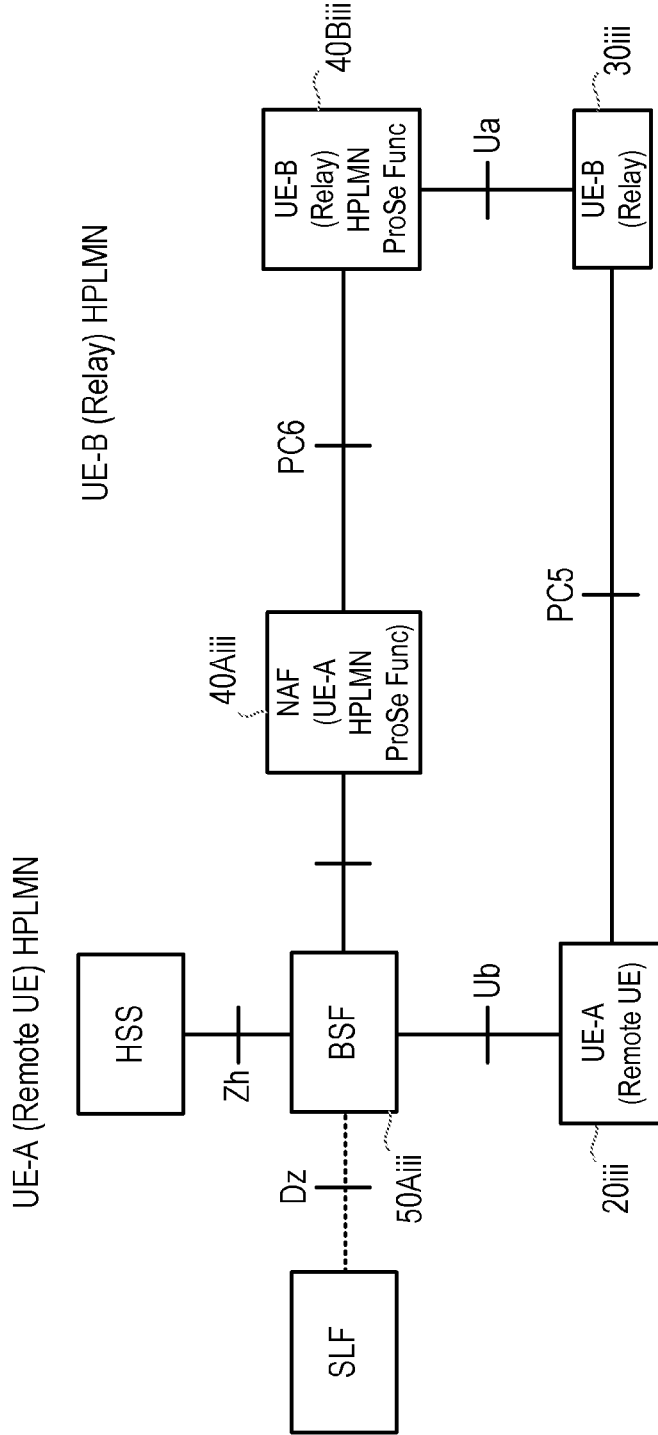 UE-A (Remote UE) HPLMN
UE-B (Relay) HPLMN
HSS
Zh
SLF
Dz
BSF
50Aiii
40Aiii
NAF
(UE-A
HPLMN
ProSe Func)
PC6
40Biii
UE-B
(Relay)
HPLMN
ProSe Func
Ub
Ua
20iii
UE-A
(Remote UE)
PC5
30iii
UE-B
(Relay)